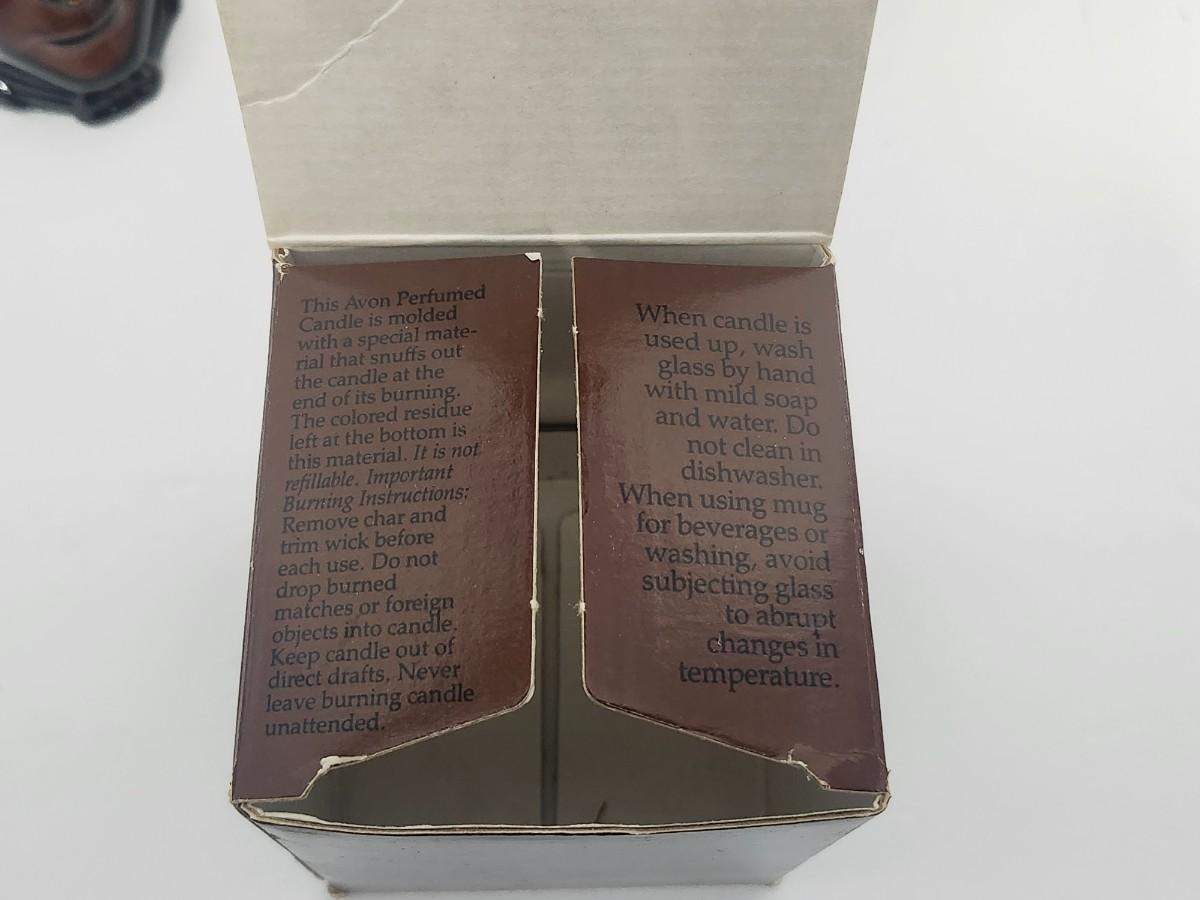 This Avon Perfumed
Candle is molded
with a special mate-
rial that snuffs out
the candle at the
end of its burning.
The colored residue
left at the bottom is
this material. It is not
refillable. Important
Burning Instructions:
Remove char and
trim wick before
each use. Do not
drop burned
matches or foreign
objects into candle.
Keep candle out of
direct drafts. Never
leave burning candle
unattended.
When candle is
used up, wash
glass by hand
with mild soap
and water. Do
not clean in
dishwasher.
When using mug
for beverages or
washing, avoid
subjecting glass
to abrupt
changes in
temperature.